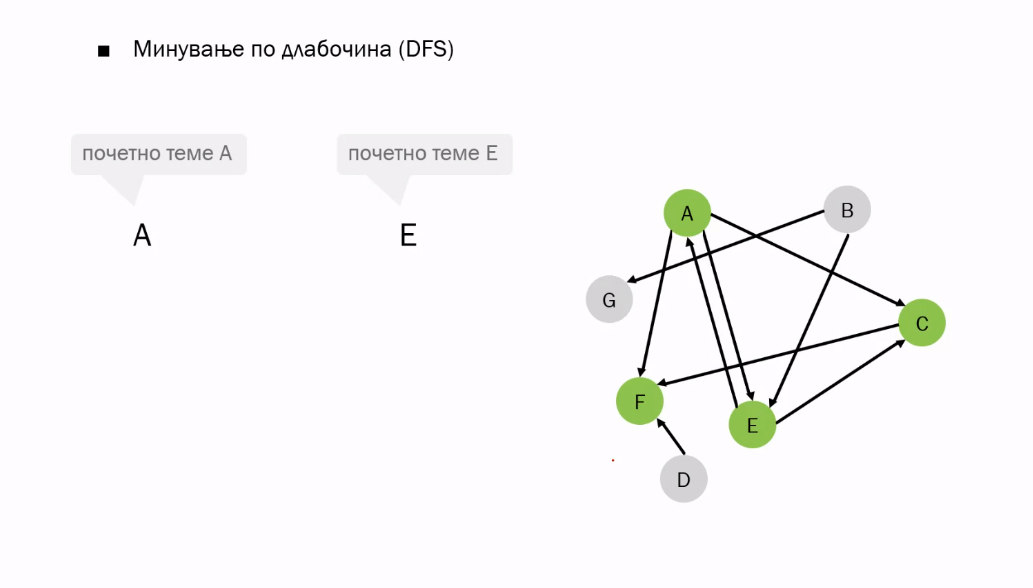 Минување по длабочина (DFS)
почетно теме A
почетно теме E
A
E
A
B
G
C
F
E
D